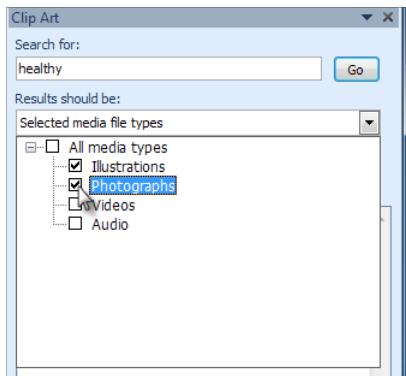 Clip Art
Search for:
healthy
Go
Results should be:
Selected media file types
All media types
Illustrations
Photographs
Videos
Audio